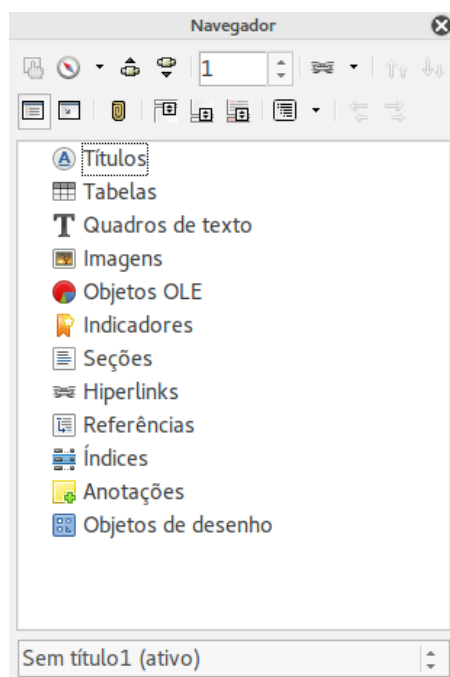 Navegador
1
Títulos
Tabelas
T Quadros de texto
Imagens
Objetos OLE
Indicadores
Seções
Hiperlinks
Referências
Índices
Anotações
Objetos de desenho
Sem título1 (ativo)